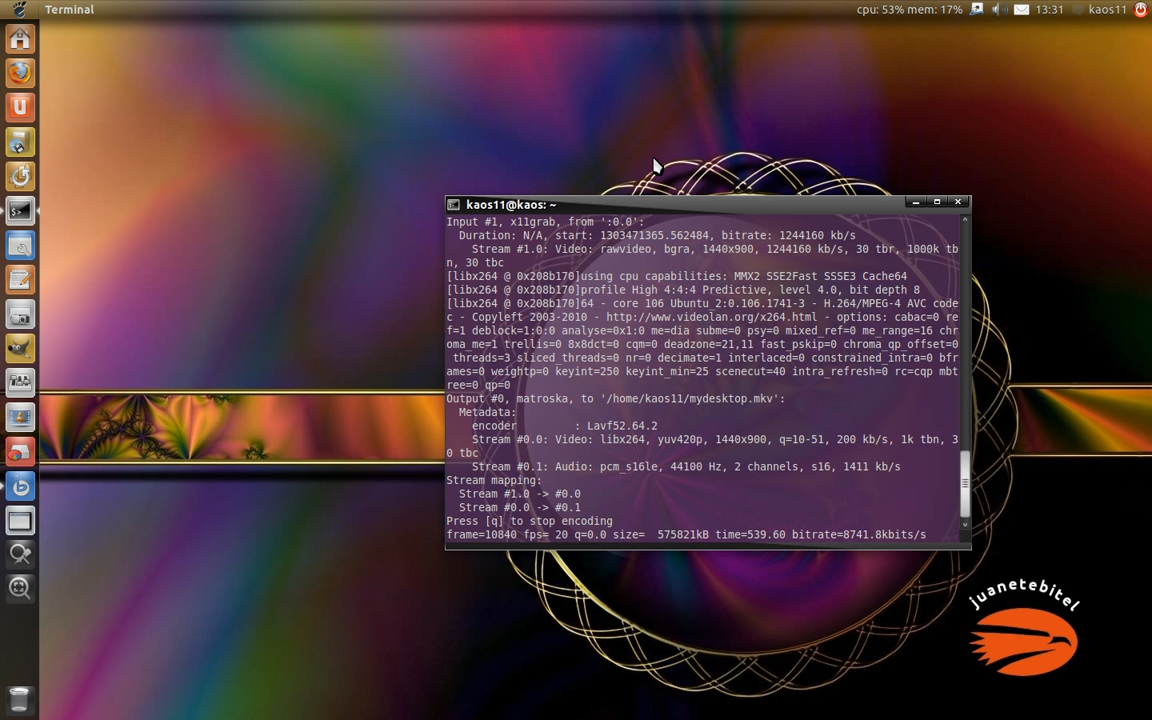 Terminal
cpu: 53% mem: 17%
13:31
kaos11
kaos11@kaos: ~
Input #1, x11grab, from ':0.0':
Duration: N/A, start: 1303471365.562484, bitrate: 1244160 kb/s
Stream #1.0: Video: rawvideo, bgra, 1440x900, 1244160 kb/s, 30 tbr, 1000k tb
n, 30 tbc
[libx264 @ 0x208b170]using cpu capabilities: MMX2 SSE2Fast SSSE3 Cache64
[libx264 @ 0x208b170]profile High 4:4:4 Predictive, level 4.0, bit depth 8
[libx264 @ 0x208b170]64 - core 106 Ubuntu_2:0.106.1741-3 - H.264/MPEG-4 AVC code
c - Copyleft 2003-2010 - http://www.videolan.org/x264.html - options: cabac=0 re
f=1 deblock=1:0:0 analyse=0x1:0 me=dia subme=0 psy=0 mixed_ref=0 me_range=16 chr
oma_me=1 trellis=0 8x8dct=0 cqm=0 deadzone=21,11 fast_pskip=0 chroma_qp_offset=0
threads=3 sliced_threads=0 nr=0 decimate=1 interlaced=0 constrained_intra=0 bfr
ames=0 weightp=0 keyint=250 keyint_min=25 scenecut=40 intra_refresh=0 rc=cqp mbt
ree=0 qp=0
Output #0, matroska, to '/home/kaos11/mydesktop.mkv':
Metadata:
encoder : Lavf52.64.2
Stream #0.0: Video: libx264, yuv420p, 1440x900, q=10-51, 200 kb/s, 1k tbn, 3
0 tbc
Stream #0.1: Audio: pcm_s16le, 44100 Hz, 2 channels, s16, 1411 kb/s
Stream mapping:
Stream #1.0 -> #0.0
Stream #0.0 -> #0.1
Press [q] to stop encoding
frame=10840 fps= 20 q=0.0 size= 575821kB time=539.60 bitrate=8741.8kbits/s
juanetebitel